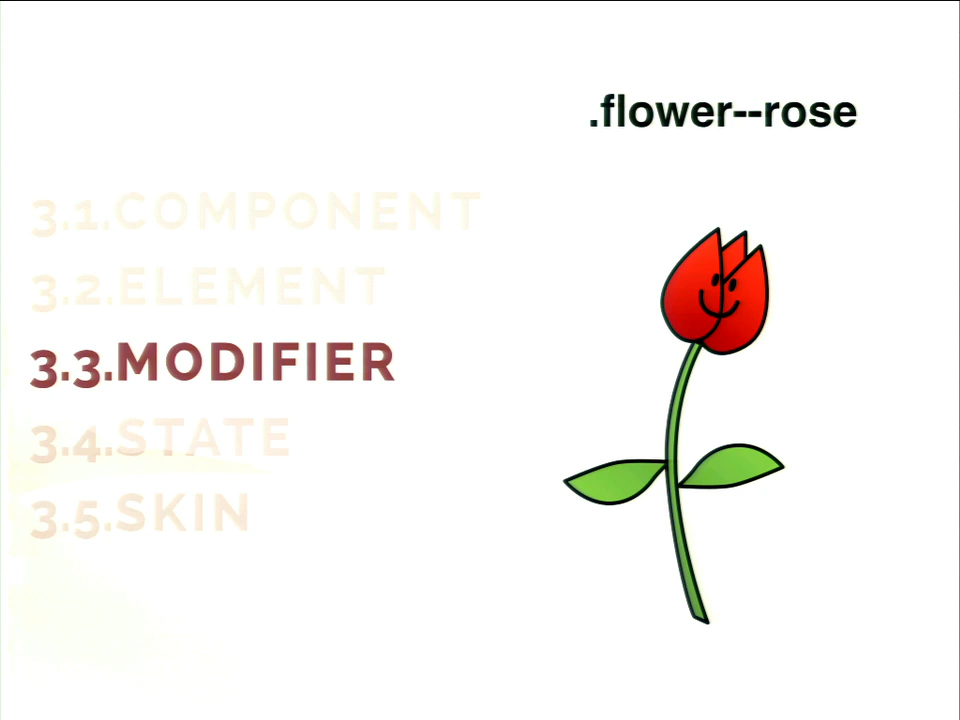 .flower--rose
3.1.COMPONENT
3.2.ELEMENT
3.3.MODIFIER
3.4.STATE
3.5.SKIN